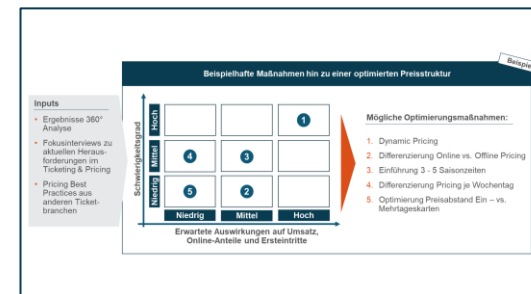 Beispiel
Beispielhafte Maßnahmen hin zu einer optimierten Preisstruktur
Inputs
• Ergebnisse 360°
Analyse
• Fokusinterviews zu
aktuellen Heraus-
forderungen im
Ticketing & Pricing
• Pricing Best
Practices aus
anderen Ticket-
branchen
Schwierigkeitsgrad
Hoch
Mittel
Niedrig
1
4
3
5
2
Niedrig
Mittel
Hoch
Erwartete Auswirkungen auf Umsatz,
Online-Anteile und Ersteintritte
Mögliche Optimierungsmaßnahmen:
1. Dynamic Pricing
2. Differenzierung Online vs. Offline Pricing
3. Einführung 3 - 5 Saisonzeiten
4. Differenzierung Pricing je Wochentag
5. Optimierung Preisabstand Ein – vs.
Mehrtageskarten